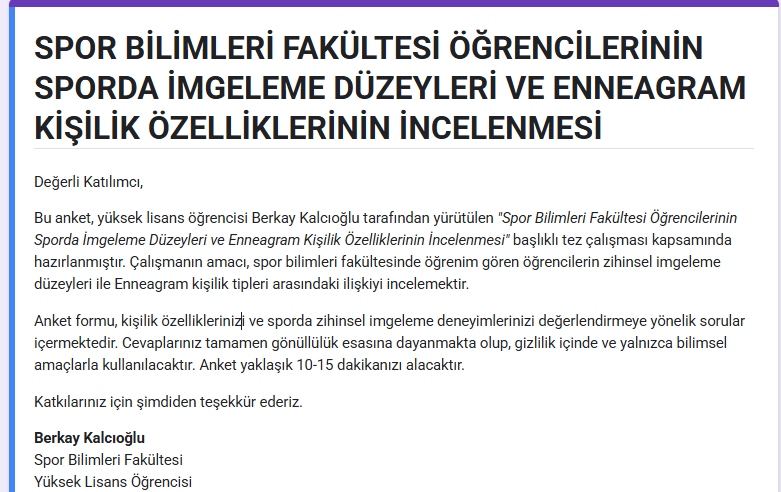 SPOR BİLİMLERİ FAKÜLTESİ ÖĞRENCİLERİNİN
SPORDA İMGELEME DÜZEYLERİ VE ENNEAGRAM
KİŞİLİK ÖZELLİKLERİNİN İNCELENMESİ
Değerli Katılımcı,
Bu anket, yüksek lisans öğrencisi Berkay Kalcıoğlu tarafından yürütülen "Spor Bilimleri Fakültesi Öğrencilerinin
Sporda İmgeleme Düzeyleri ve Enneagram Kişilik Özelliklerinin İncelenmesi" başlıklı tez çalışması kapsamında
hazırlanmıştır. Çalışmanın amacı, spor bilimleri fakültesinde öğrenim gören öğrencilerin zihinsel imgeleme
düzeyleri ile Enneagram kişilik tipleri arasındaki ilişkiyi incelemektir.
Anket formu, kişilik özelliklerinizi ve sporda zihinsel imgeleme deneyimlerinizi değerlendirmeye yönelik sorular
içermektedir. Cevaplarınız tamamen gönüllülük esasına dayanmakta olup, gizlilik içinde ve yalnızca bilimsel
amaçlarla kullanılacaktır. Anket yaklaşık 10-15 dakikanızı alacaktır.
Katkılarınız için şimdiden teşekkür ederiz.
Berkay Kalcıoğlu
Spor Bilimleri Fakültesi
Yüksek Lisans Öğrencisi